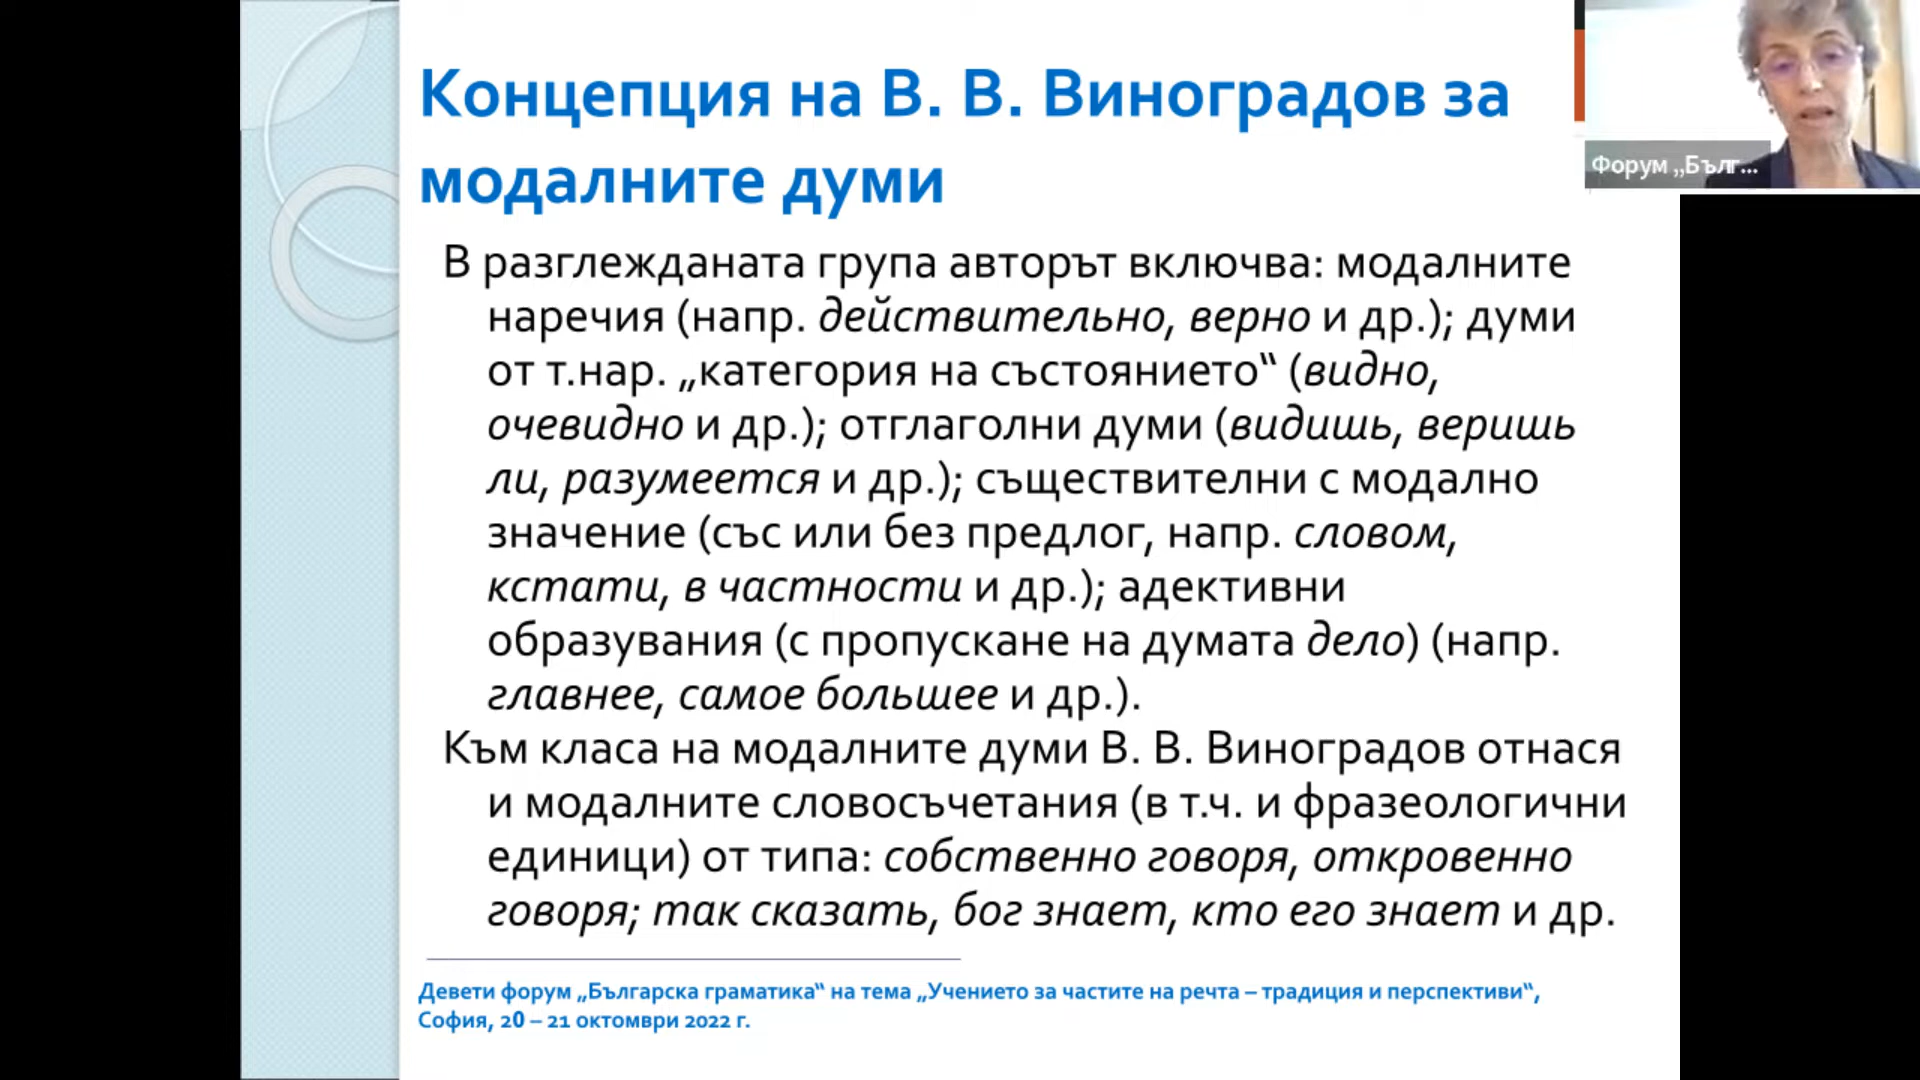 Концепция на В. В. Виноградов за
модалните думи
Форум „Бълг...
В разглежданата група авторът включва: модалните
наречия (напр. действительно, верно и др.); думи
от т.нар. „категория на състоянието“ (видно,
очевидно и др.); отглаголни думи (видишь, веришь
ли, разумеется и др.); съществителни с модално
значение (със или без предлог, напр. словом,
кстати, в частности и др.); адективни
образувания (с пропускане на думата дело) (напр.
главнее, самое большее и др.).
Към класа на модалните думи В. В. Виноградов отнася
и модалните словосъчетания (в т.ч. и фразеологични
единици) от типа: собственно говоря, откровенно
говоря; так сказать, бог знает, кто его знает и др.
Девети форум „Българска граматика“ на тема „Учението за частите на речта – традиция и перспективи“,
София, 20 – 21 октомври 2022 г.